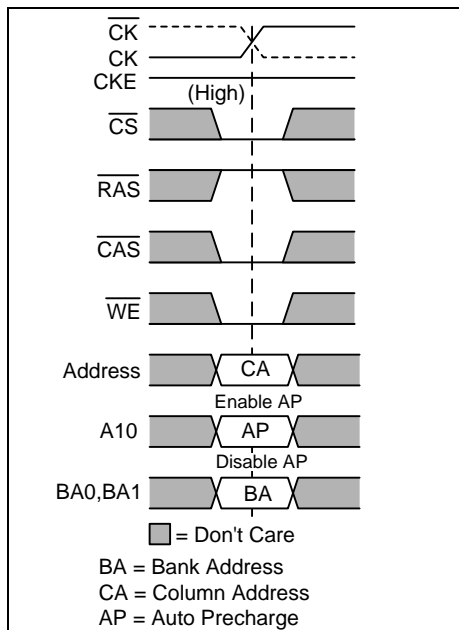 CK
CK
CKE
(High)
CS
RAS
CAS
WE
Address CA
Enable AP
A10 AP
Disable AP
BA0,BA1 BA
= Don't Care
BA = Bank Address
CA = Column Address
AP = Auto Precharge